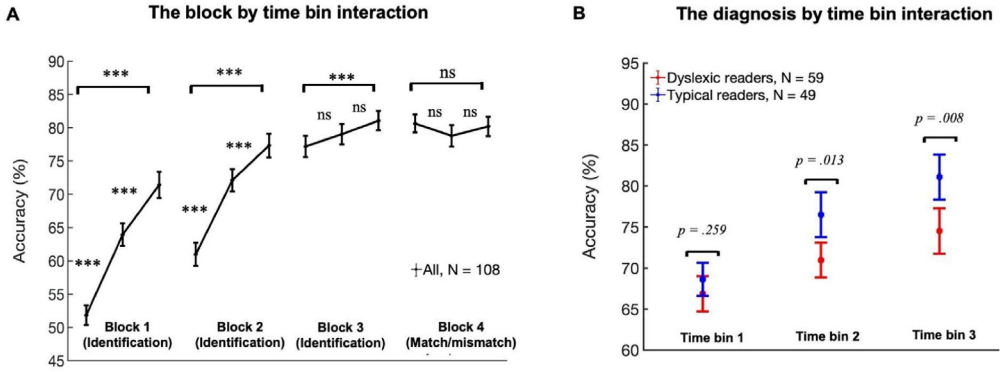 A
The block by time bin interaction
Accuracy (%)
90
85
80
75
70
65
60
55
50
45
***
***
***
ns
***
***
***
***
ns
ns
ns
ns
All, N = 108
Block 1
(Identification)
Block 2
(Identification)
Block 3
(Identification)
Block 4
(Match/mismatch)
B
The diagnosis by time bin interaction
Accuracy (%)
95
90
85
80
75
70
65
60
Dyslexic readers, N = 59
Typical readers, N = 49
p = .259
p = .013
p = .008
Time bin 1
Time bin 2
Time bin 3